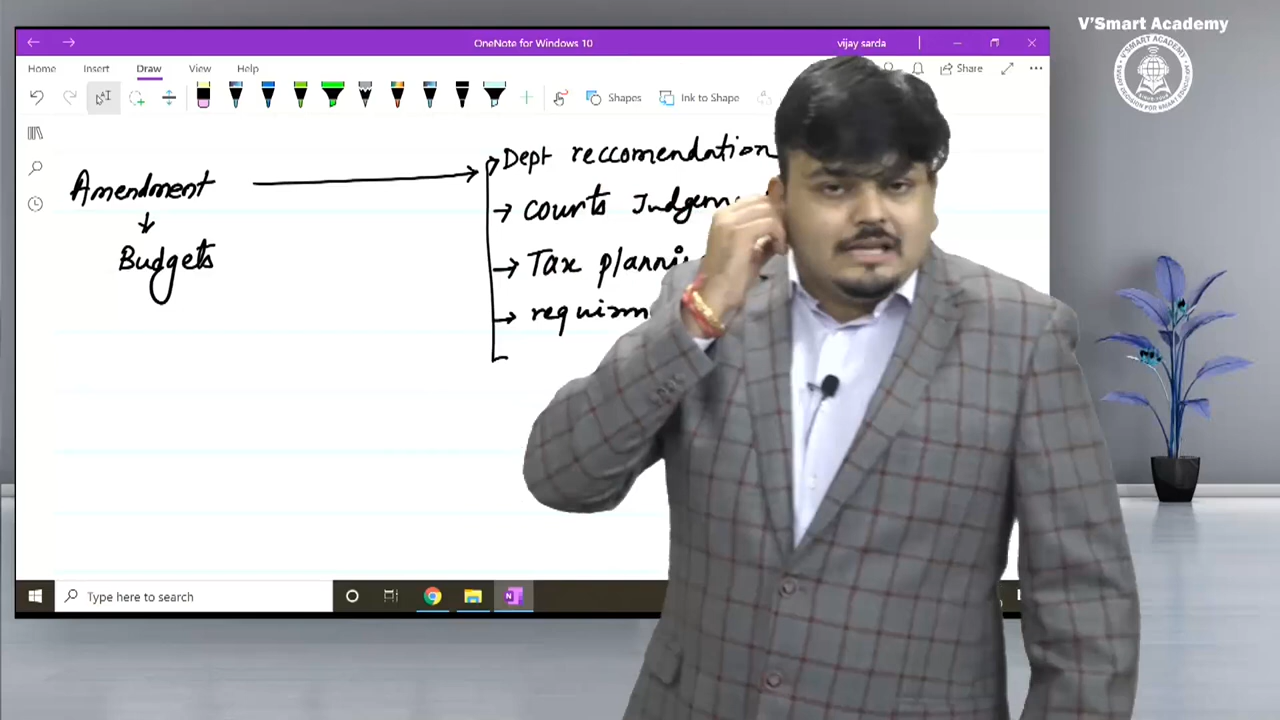 V'Smart Academy
OneNote for Windows 10
vijay sarda
Home Insert Draw View Help
Share
Shapes
Ink to Shape
Amendment
Budgets
Dept reccomendation
Courts Judgem
Tax planni
requirm
Type here to search